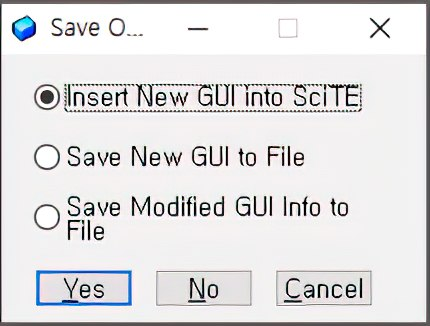 Save O...
Insert New GUI into SciTE
Save New GUI to File
Save Modified GUI Info to
File
Yes
No
Cancel